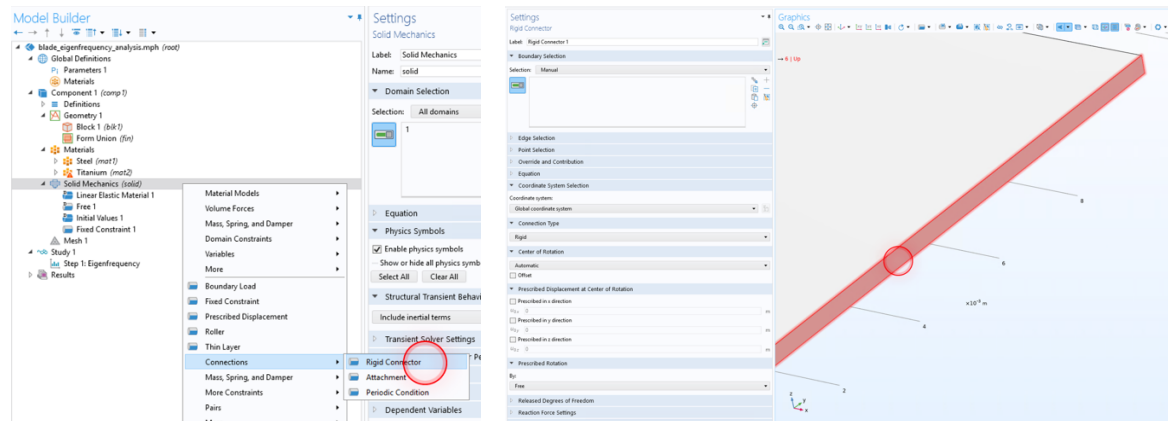 Model Builder
blade_eigenfrequency_analysis.mph (root)
Global Definitions
Pi Parameters 1
Materials
Component 1 (comp1)
Definitions
Geometry 1
Block 1 (blk1)
Form Union (fin)
Materials
Steel (mat1)
Titanium (mat2)
Solid Mechanics (solid)
Linear Elastic Material 1
Free 1
Initial Values 1
Fixed Constraint 1
Mesh 1
Study 1
Step 1: Eigenfrequency
Results
Material Models
Volume Forces
Mass, Spring, and Damper
Domain Constraints
Variables
More
Boundary Load
Fixed Constraint
Prescribed Displacement
Roller
Thin Layer
Connections
Mass, Spring, and Damper
More Constraints
Pairs
Rigid Connector
Attachment
Periodic Condition
Settings
Solid Mechanics
Label: Solid Mechanics
Name: solid
Domain Selection
Selection: All domains
1
Equation
Physics Symbols
Enable physics symbols
Show or hide all physics symb
Select All Clear All
Structural Transient Behavi
Include inertial terms
Transient Solver Settings
Dependent Variables
Settings
Rigid Connector
Label: Rigid Connector 1
Boundary Selection
Selection: Manual
Edge Selection
Point Selection
Override and Contribution
Equation
Coordinate System Selection
Coordinate system:
Global coordinate system
Connection Type
Rigid
Center of Rotation
Automatic
Offset
Prescribed Displacement at Center of Rotation
Prescribed in x direction
u0x 0 m
Prescribed in y direction
u0y 0 m
Prescribed in z direction
u0z 0 m
Prescribed Rotation
By:
Free
Released Degrees of Freedom
Reaction Force Settings
Graphics
6 | Up
8
6
×10⁻³ m
4
2
z
y
x